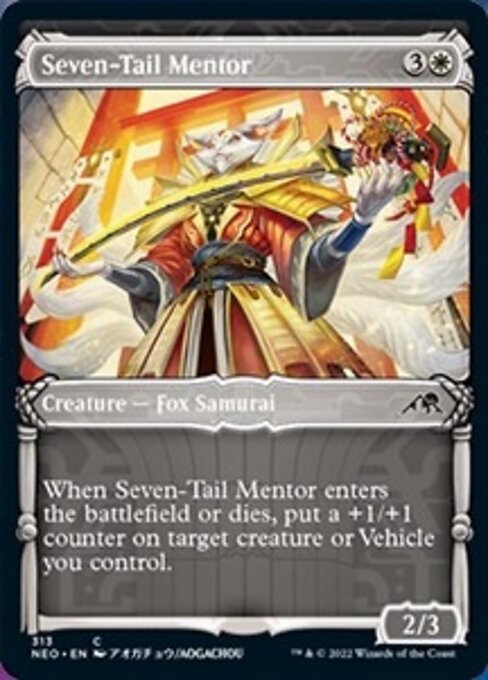 Seven-Tail Mentor 3
Creature — Fox Samurai
When Seven-Tail Mentor enters
the battlefield or dies, put a +1/+1
counter on target creature or Vehicle
you control.
2/3
313 C
NEO • EN アオガチョウ/AOGACHOU
™ & © 2022 Wizards of the Coast